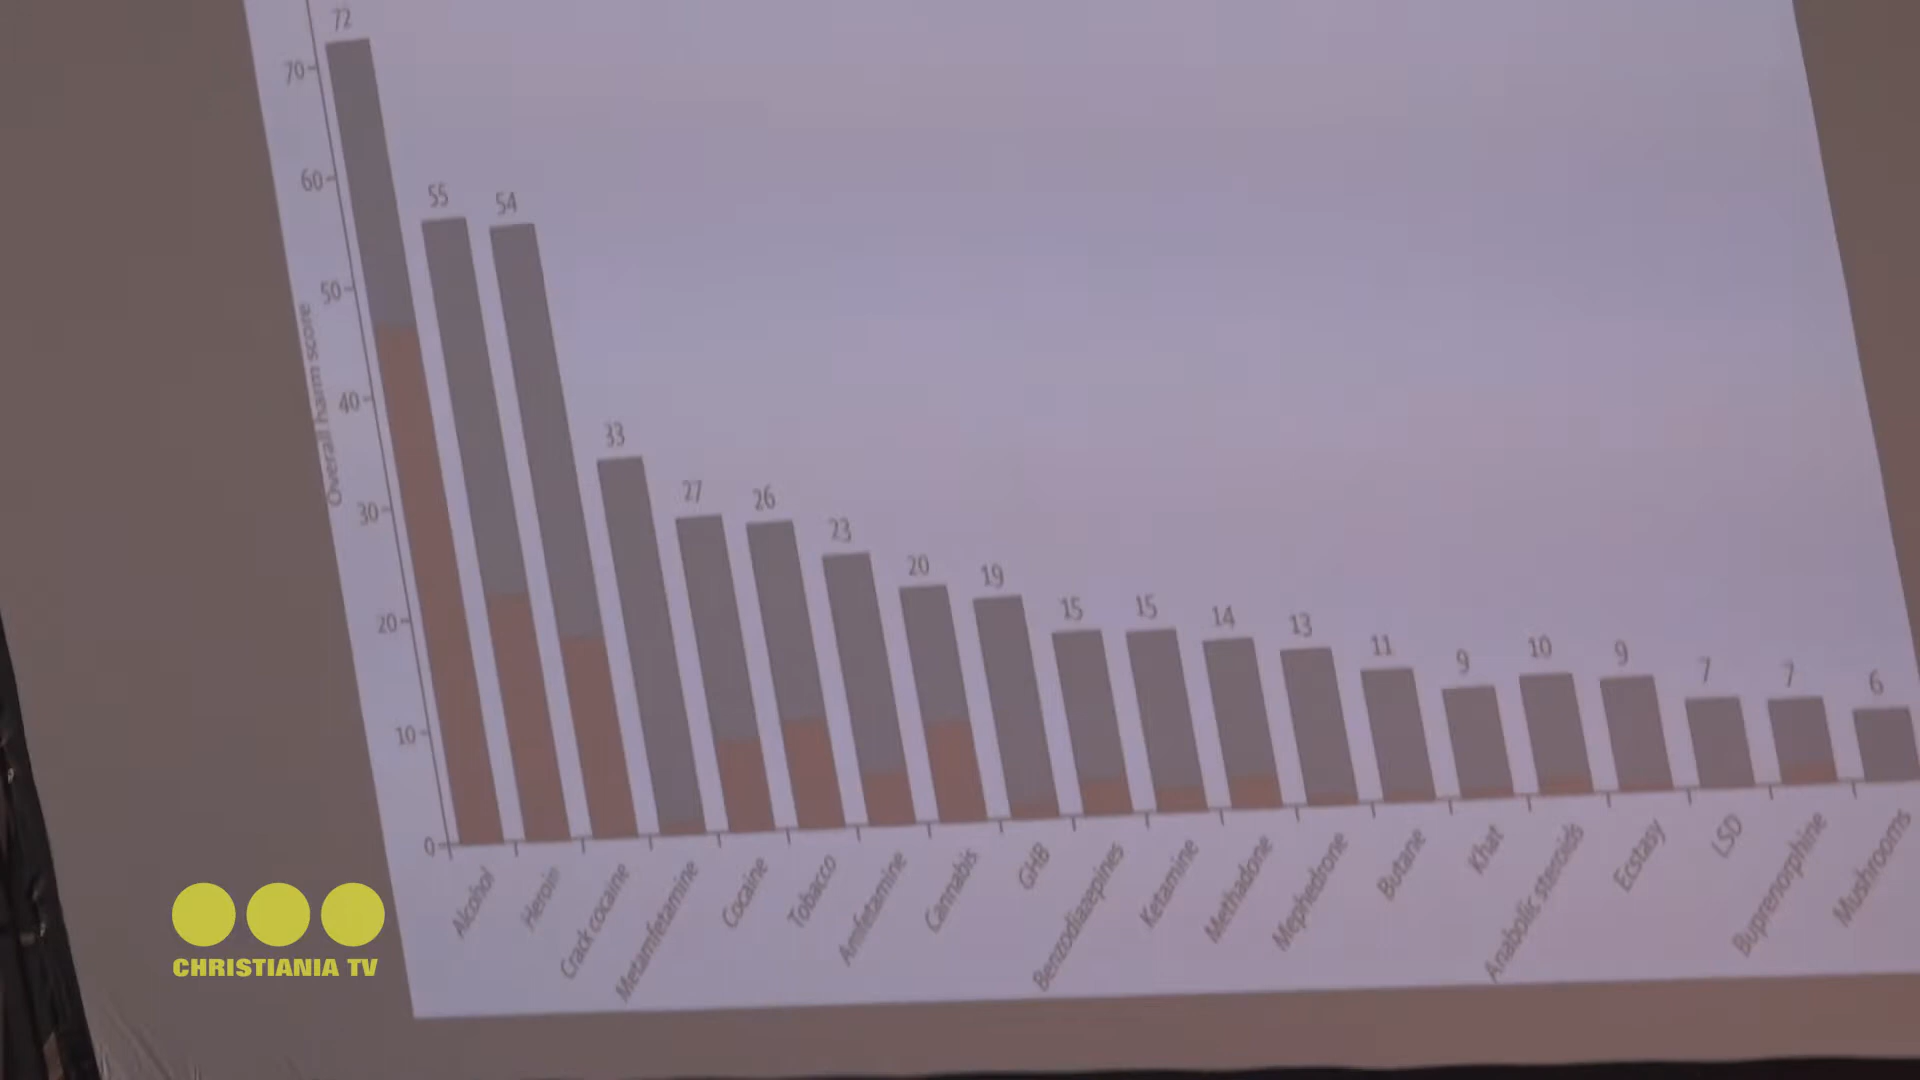 72
70
60
55
54
50
Overall harm score
40
33
30
27
26
23
20
19
15
15
14
13
11
9
10
9
7
7
6
20
10
0
Alcohol
Heroin
Crack cocaine
Metamfetamine
Cocaine
Tobacco
Amfetamine
Cannabis
GHB
Benzodiazepines
Ketamine
Methadone
Mephedrone
Butane
Khat
Anabolic steroids
Ecstasy
LSD
Buprenorphine
Mushrooms
CHRISTIANIA TV